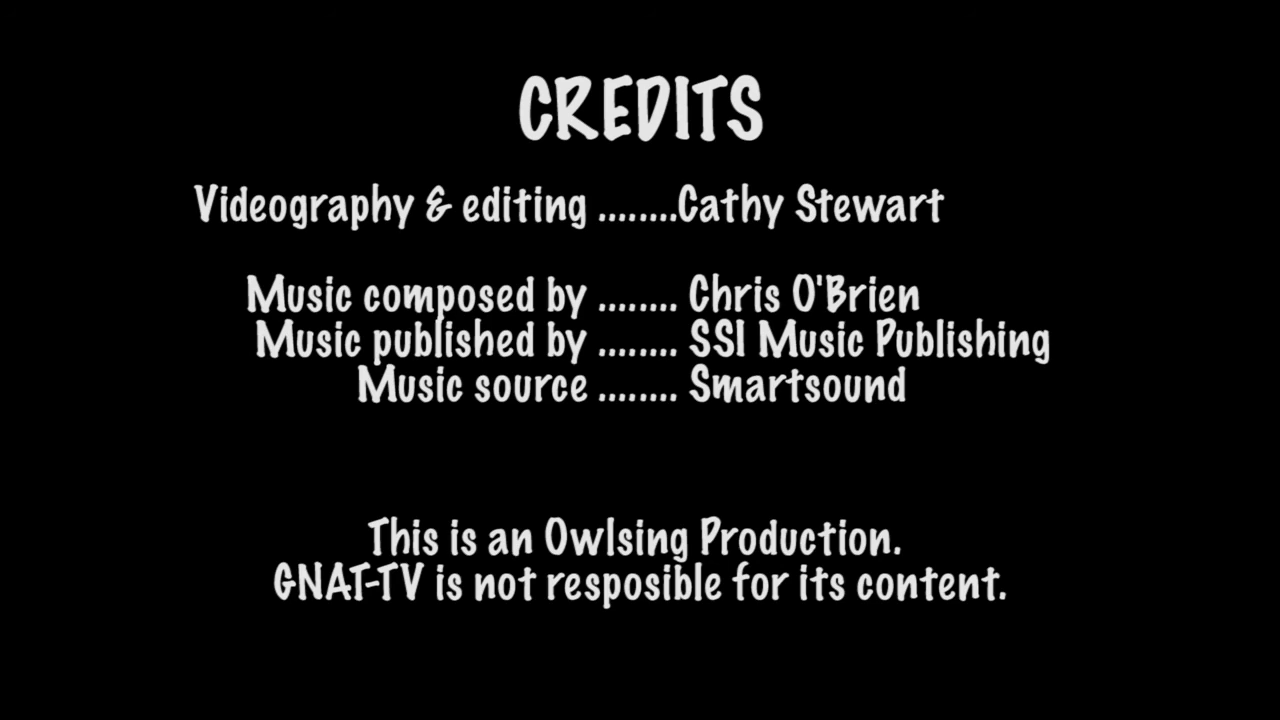 CREDITS
Videography & editing ........Cathy Stewart
Music composed by ........ Chris O'Brien
Music published by ........ SSI Music Publishing
Music source ........ Smartsound
This is an Owlsing Production.
GNAT-TV is not resposible for its content.